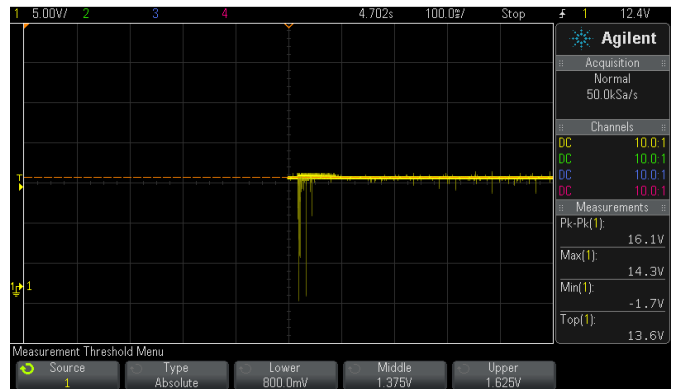 1 5.00V/ 2 3 4 4.702s 100.0ms/ Stop 1 12.4V
Agilent
Acquisition
Normal
50.0kSa/s
Channels
DC 10.0:1
DC 10.0:1
DC 10.0:1
DC 10.0:1
Measurements
Pk-Pk(1):
16.1V
Max(1):
14.3V
Min(1):
-1.7V
Top(1):
13.6V
T
1
Measurement Threshold Menu
Source Type Lower Middle Upper
1 Absolute 800.0mV 1.375V 1.625V